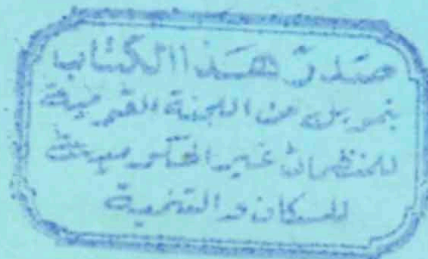 صدر هذا الكتاب
بتمويل من اللجنة القومية
للمنظمات غير الحكومية
للسكان والتنمية